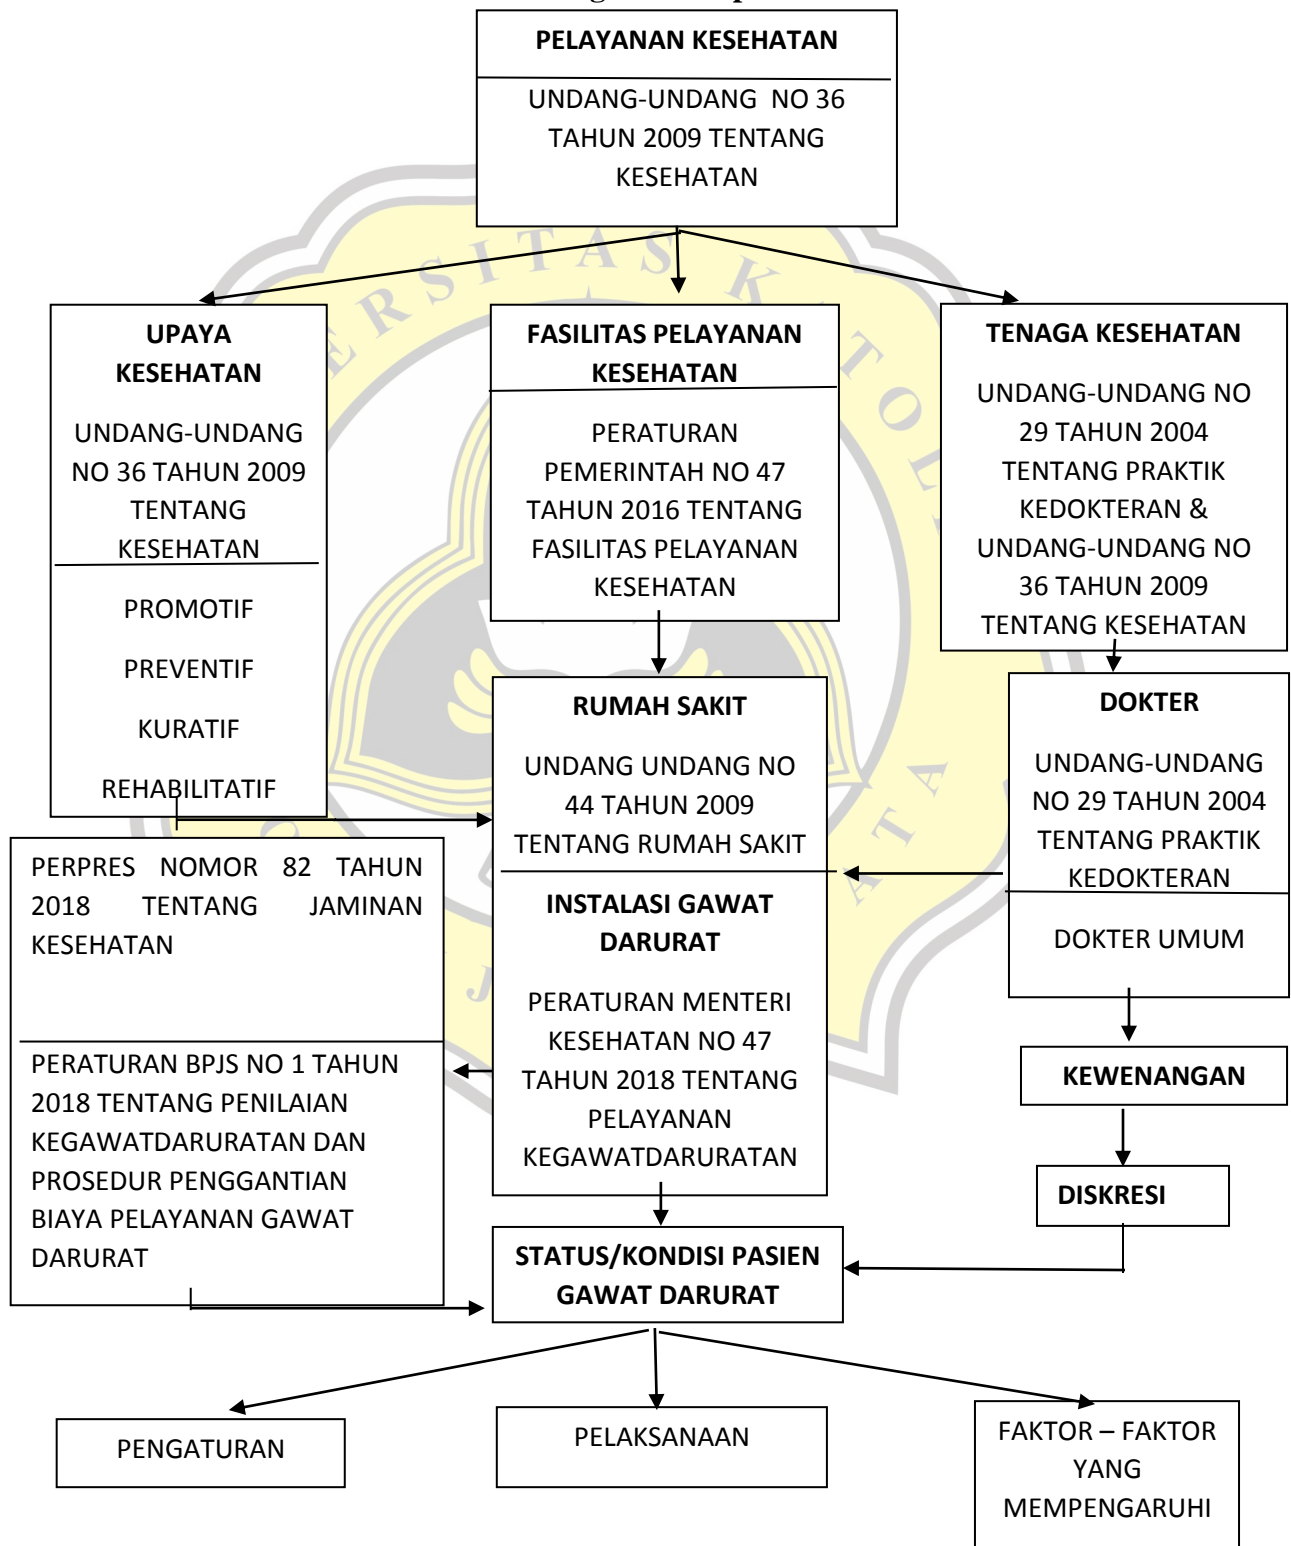 PELAYANAN KESEHATAN
UNDANG-UNDANG NO 36
TAHUN 2009 TENTANG
KESEHATAN
UPAYA
KESEHATAN
UNDANG-UNDANG
NO 36 TAHUN 2009
TENTANG
KESEHATAN
PROMOTIF
PREVENTIF
KURATIF
REHABILITATIF
FASILITAS PELAYANAN
KESEHATAN
PERATURAN
PEMERINTAH NO 47
TAHUN 2016 TENTANG
FASILITAS PELAYANAN
KESEHATAN
TENAGA KESEHATAN
UNDANG-UNDANG NO
29 TAHUN 2004
TENTANG PRAKTIK
KEDOKTERAN &
UNDANG-UNDANG NO
36 TAHUN 2009
TENTANG KESEHATAN
RUMAH SAKIT
UNDANG UNDANG NO
44 TAHUN 2009
TENTANG RUMAH SAKIT
INSTALASI GAWAT
DARURAT
PERATURAN MENTERI
KESEHATAN NO 47
TAHUN 2018 TENTANG
PELAYANAN
KEGAWATDARURATAN
DOKTER
UNDANG-UNDANG
NO 29 TAHUN 2004
TENTANG PRAKTIK
KEDOKTERAN
DOKTER UMUM
PERPRES NOMOR 82 TAHUN
2018 TENTANG JAMINAN
KESEHATAN
PERATURAN BPJS NO 1 TAHUN
2018 TENTANG PENILAIAN
KEGAWATDARURATAN DAN
PROSEDUR PENGGANTIAN
BIAYA PELAYANAN GAWAT
DARURAT
KEWENANGAN
DISKRESI
STATUS/KONDISI PASIEN
GAWAT DARURAT
PENGATURAN
PELAKSANAAN
FAKTOR – FAKTOR
YANG
MEMPENGARUHI